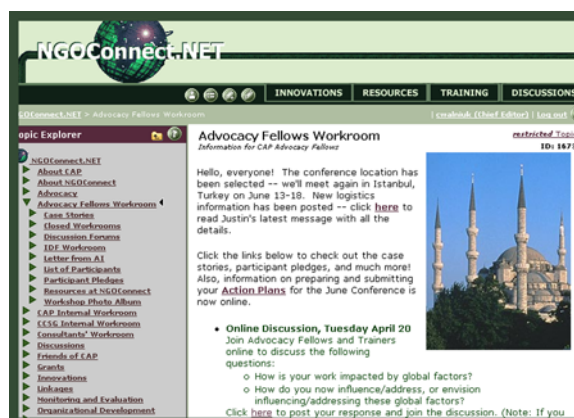 NGOConnect.NET
INNOVATIONS
RESOURCES
TRAINING
DISCUSSIONS
GOConnect.NET > Advocacy Fellows Workroom
| cwalniuk (Chief Editor) | Log out
opic Explorer
Advocacy Fellows Workroom
Information for CAP Advocacy Fellows
restricted Topi
ID: 167
NGOConnect.NET
About CAP
About NGOConnect
Advocacy
Advocacy Fellows Workroom
Case Stories
Closed Workrooms
Discussion Forums
IDF Workroom
Letter from AI
List of Participants
Participant Pledges
Resources at NGOConnect
Workshop Photo Album
CAP Internal Workroom
CCSG Internal Workroom
Consultants' Workroom
Discussions
Friends of CAP
Grants
Innovations
Linkages
Monitoring and Evaluation
Organizational Development
Hello, everyone! The conference location has
been selected -- we'll meet again in Istanbul,
Turkey on June 13-18. New logistics
information has been posted -- click here to
read Justin's latest message with all the
details.
Click the links below to check out the case
stories, participant pledges, and much more!
Also, information on preparing and submitting
your Action Plans for the June Conference is
now online.
• Online Discussion, Tuesday April 20
Join Advocacy Fellows and Trainers
online to discuss the following
questions:
o How is your work impacted by global factors?
o How do you now influence/address, or envision
influencing/addressing these global factors?
Click here to post your response and join the discussion. (Note: If you